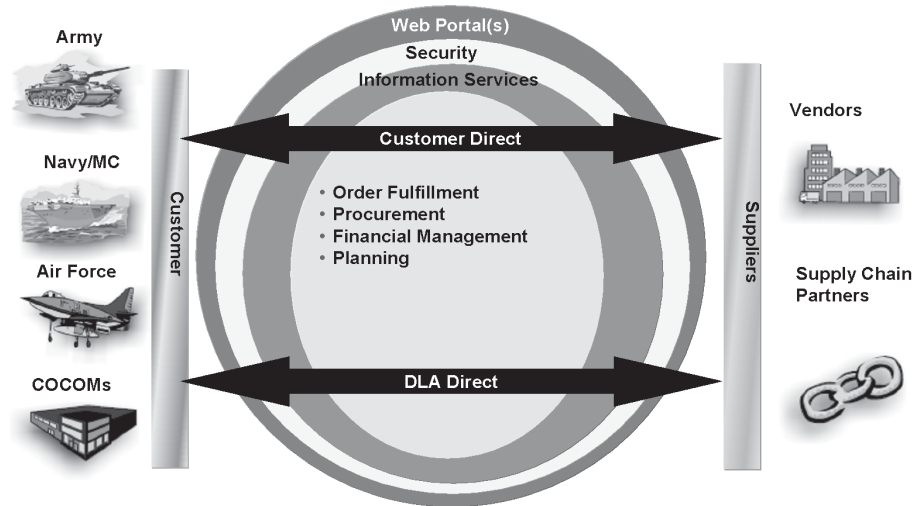 Army
Navy/MC
Air Force
COCOMs
Customer
Web Portal(s)
Security
Information Services
Customer Direct
• Order Fulfillment
• Procurement
• Financial Management
• Planning
DLA Direct
Suppliers
Vendors
Supply Chain
Partners